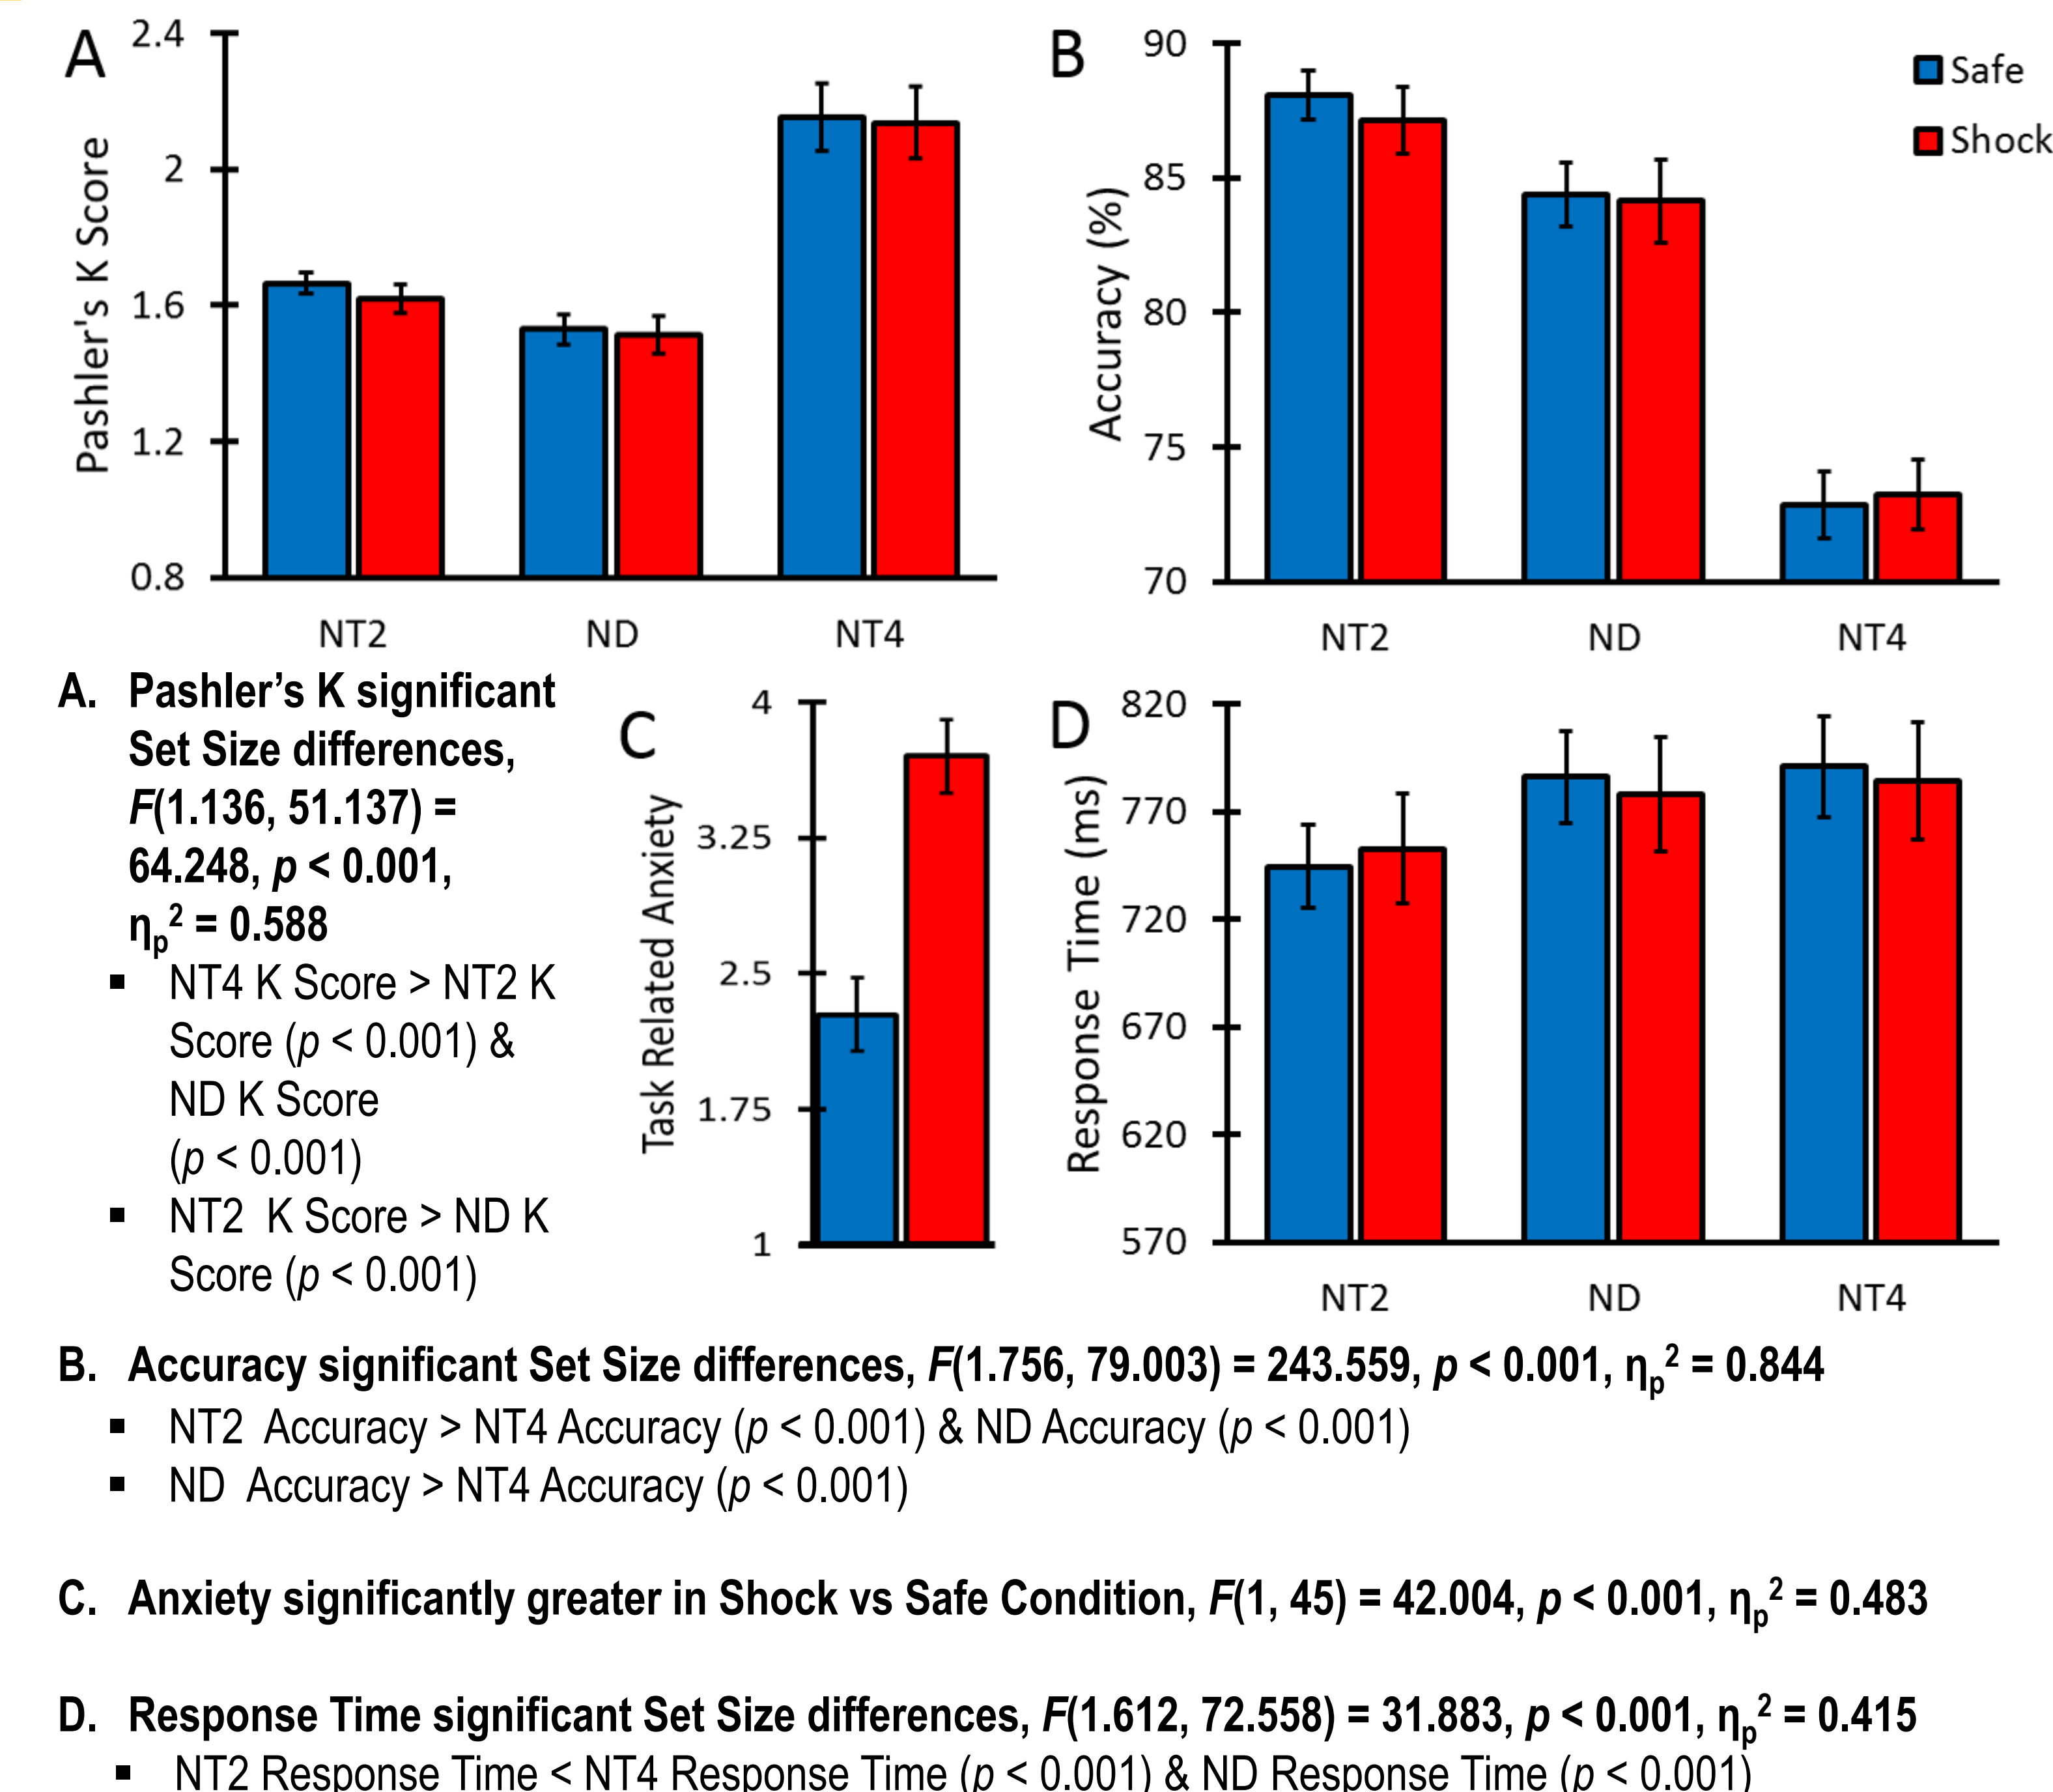 A
2.4
2
1.6
1.2
0.8
Pashler's K Score
NT2 ND NT4
B
90
85
80
75
70
Accuracy (%)
NT2 ND NT4
Safe
Shock
A. Pashler’s K significant
Set Size differences,
F(1.136, 51.137) =
64.248, p < 0.001,
ηp² = 0.588
▪ NT4 K Score > NT2 K
Score (p < 0.001) &
ND K Score
(p < 0.001)
▪ NT2 K Score > ND K
Score (p < 0.001)
C
4
3.25
2.5
1.75
1
Task Related Anxiety
D
820
770
720
670
620
570
Response Time (ms)
NT2 ND NT4
B. Accuracy significant Set Size differences, F(1.756, 79.003) = 243.559, p < 0.001, ηp² = 0.844
▪ NT2 Accuracy > NT4 Accuracy (p < 0.001) & ND Accuracy (p < 0.001)
▪ ND Accuracy > NT4 Accuracy (p < 0.001)
C. Anxiety significantly greater in Shock vs Safe Condition, F(1, 45) = 42.004, p < 0.001, ηp² = 0.483
D. Response Time significant Set Size differences, F(1.612, 72.558) = 31.883, p < 0.001, ηp² = 0.415
▪ NT2 Response Time < NT4 Response Time (p < 0.001) & ND Response Time (p < 0.001)